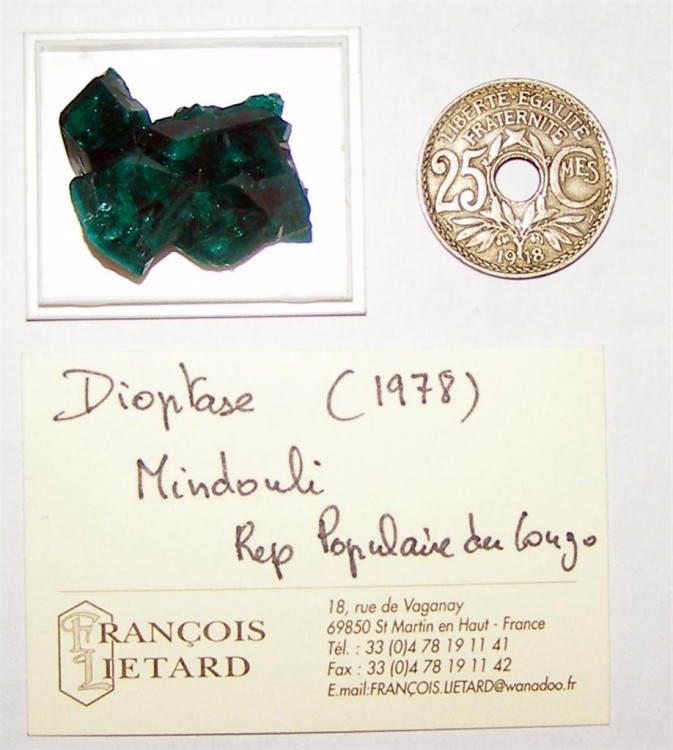 LIBERTE·EGALITE
FRATERNITE
25 CMES
1918
Dioptase (1978)
Mindouli
Rep Populaire du Congo
FRANÇOIS
LIETARD
18, rue de Vaganay
69850 St Martin en Haut - France
Tél. : 33 (0)4 78 19 11 41
Fax : 33 (0)4 78 19 11 42
E.mail:FRANÇOIS.LIETARD@wanadoo.fr